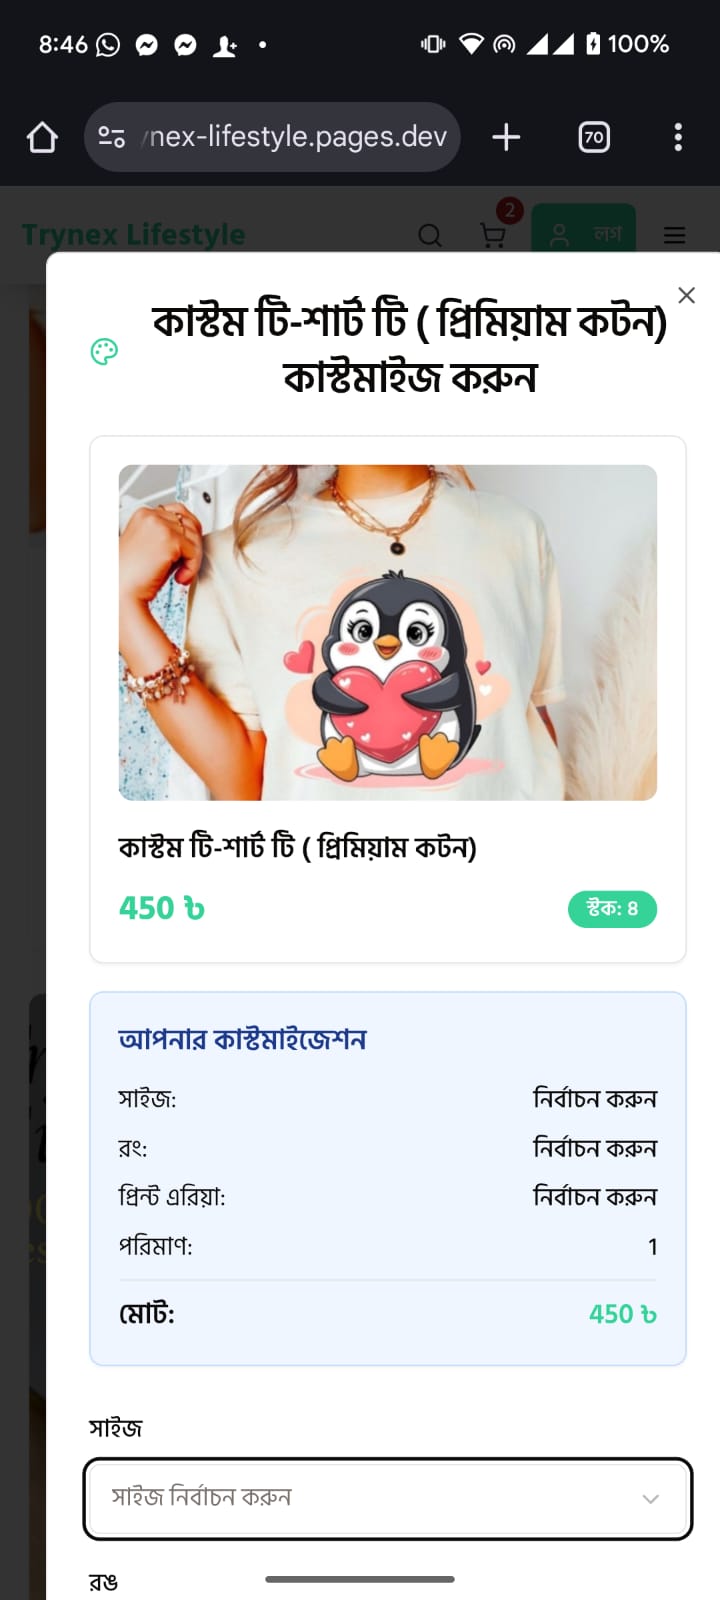 8:46
100%
nex-lifestyle.pages.dev
70
Trynex Lifestyle
2
লগ
কাস্টম টি-শার্ট টি ( প্রিমিয়াম কটন)
কাস্টমাইজ করুন
কাস্টম টি-শার্ট টি ( প্রিমিয়াম কটন)
450 ৳
স্টক: 8
আপনার কাস্টমাইজেশন
সাইজ: নির্বাচন করুন
রং: নির্বাচন করুন
প্রিন্ট এরিয়া: নির্বাচন করুন
পরিমাণ: 1
মোট: 450 ৳
সাইজ
সাইজ নির্বাচন করুন
রঙ